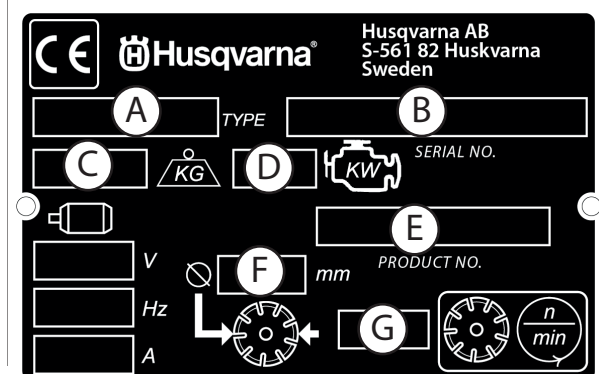 CE Husqvarna®
Husqvarna AB
S-561 82 Huskvarna
Sweden
A TYPE B
SERIAL NO.
C KG D KW
E
PRODUCT NO.
V
F mm
Hz
G n
min
A